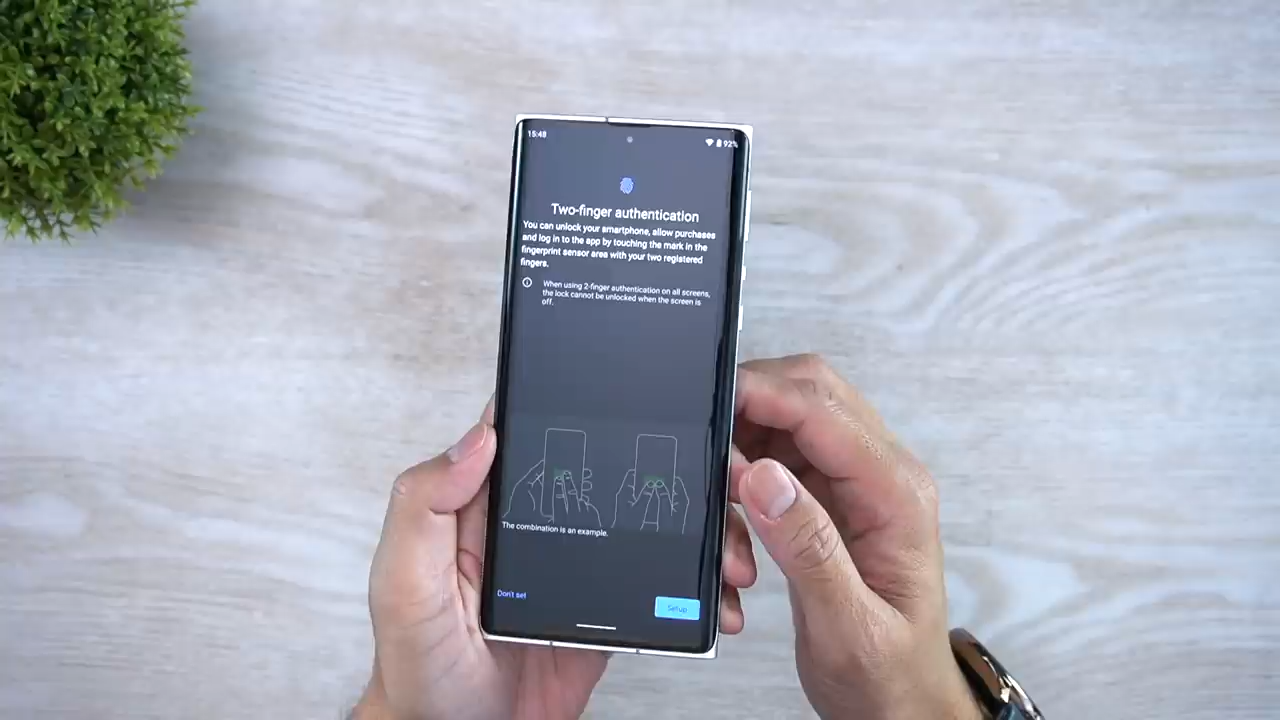 15:48
92%
Two-finger authentication
You can unlock your smartphone, allow purchases
and log in to the app by touching the mark in the
fingerprint sensor area with your two registered
fingers.
When using 2-finger authentication on all screens,
the lock cannot be unlocked when the screen is
off.
The combination is an example.
Don't set
Setup